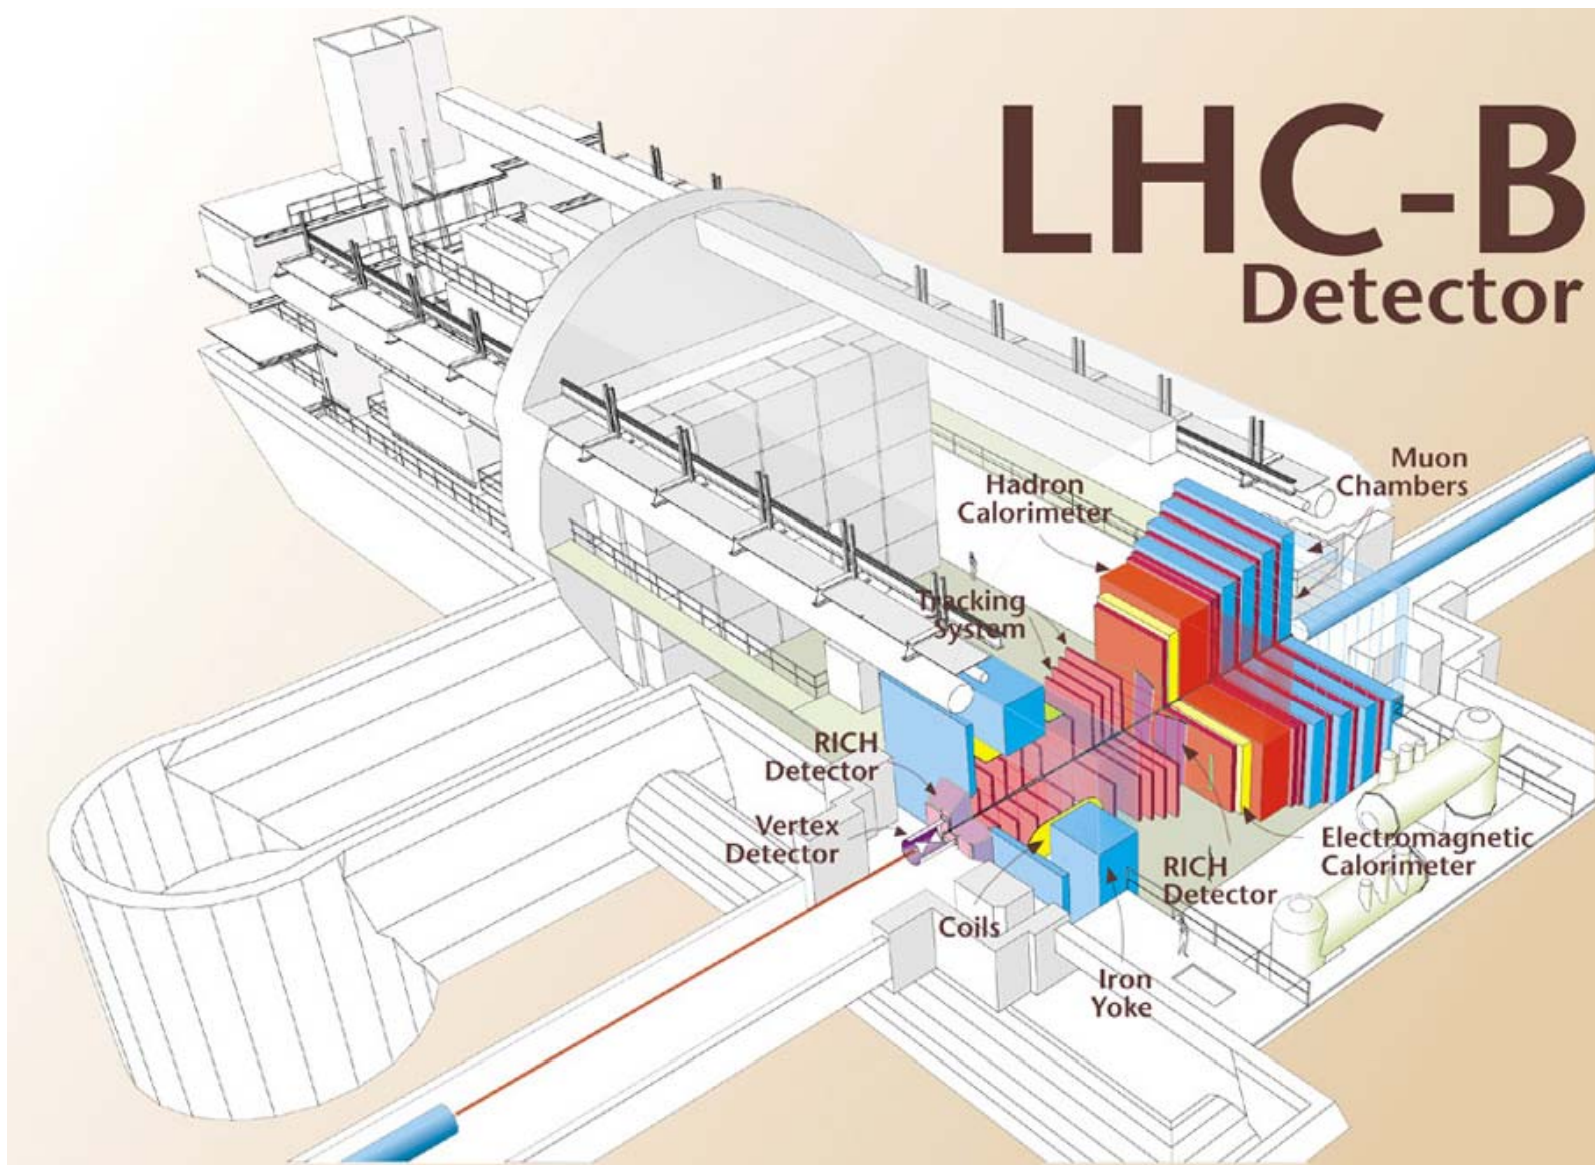 LHC-B
Detector
Muon
Chambers
Hadron
Calorimeter
Tracking
System
RICH
Detector
Vertex
Detector
Electromagnetic
Calorimeter
RICH
Detector
Coils
Iron
Yoke